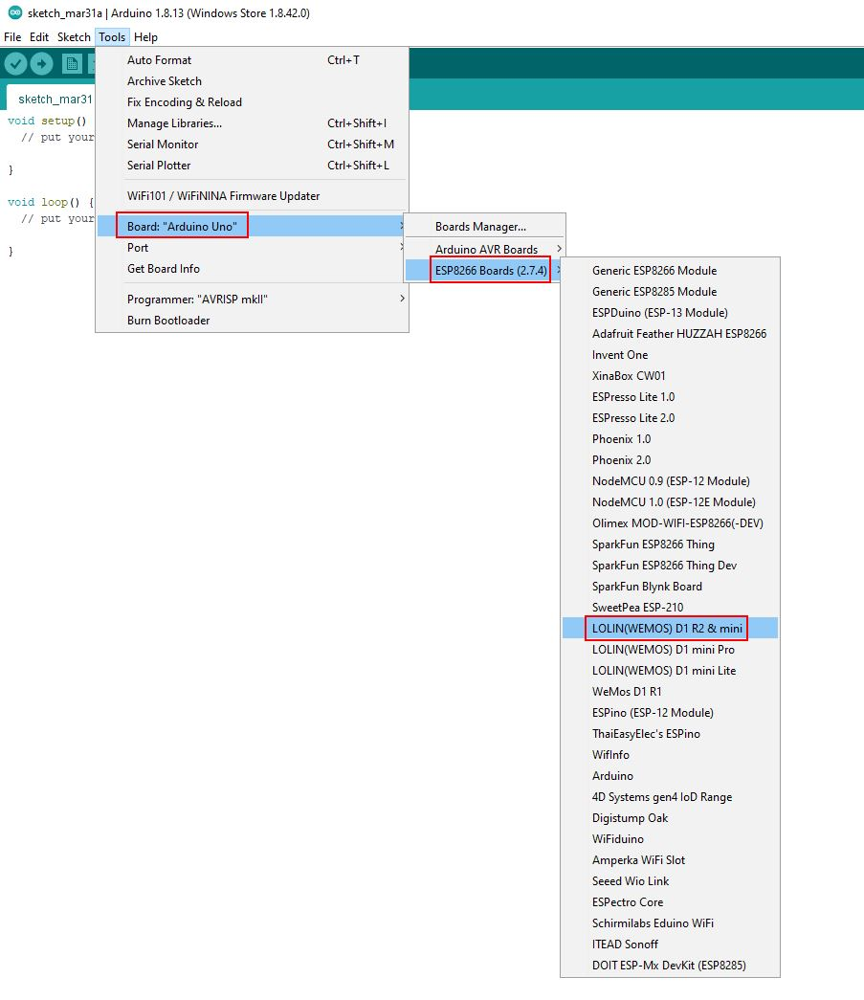 sketch_mar31a | Arduino 1.8.13 (Windows Store 1.8.42.0)
File Edit Sketch Tools Help
sketch_mar31
void setup()
// put your
}
void loop() {
// put your
}
Auto Format Ctrl+T
Archive Sketch
Fix Encoding & Reload
Manage Libraries... Ctrl+Shift+I
Serial Monitor Ctrl+Shift+M
Serial Plotter Ctrl+Shift+L
WiFi101 / WiFiNINA Firmware Updater
Board: "Arduino Uno"
Port
Get Board Info
Programmer: "AVRISP mkII"
Burn Bootloader
Boards Manager...
Arduino AVR Boards
ESP8266 Boards (2.7.4)
Generic ESP8266 Module
Generic ESP8285 Module
ESPDuino (ESP-13 Module)
Adafruit Feather HUZZAH ESP8266
Invent One
XinaBox CW01
ESPresso Lite 1.0
ESPresso Lite 2.0
Phoenix 1.0
Phoenix 2.0
NodeMCU 0.9 (ESP-12 Module)
NodeMCU 1.0 (ESP-12E Module)
Olimex MOD-WIFI-ESP8266(-DEV)
SparkFun ESP8266 Thing
SparkFun ESP8266 Thing Dev
SparkFun Blynk Board
SweetPea ESP-210
LOLIN(WEMOS) D1 R2 & mini
LOLIN(WEMOS) D1 mini Pro
LOLIN(WEMOS) D1 mini Lite
WeMos D1 R1
ESPino (ESP-12 Module)
ThaiEasyElec's ESPino
WifInfo
Arduino
4D Systems gen4 IoD Range
Digistump Oak
WiFiduino
Amperka WiFi Slot
Seeed Wio Link
ESPectro Core
Schirmilabs Eduino WiFi
ITEAD Sonoff
DOIT ESP-Mx DevKit (ESP8285)